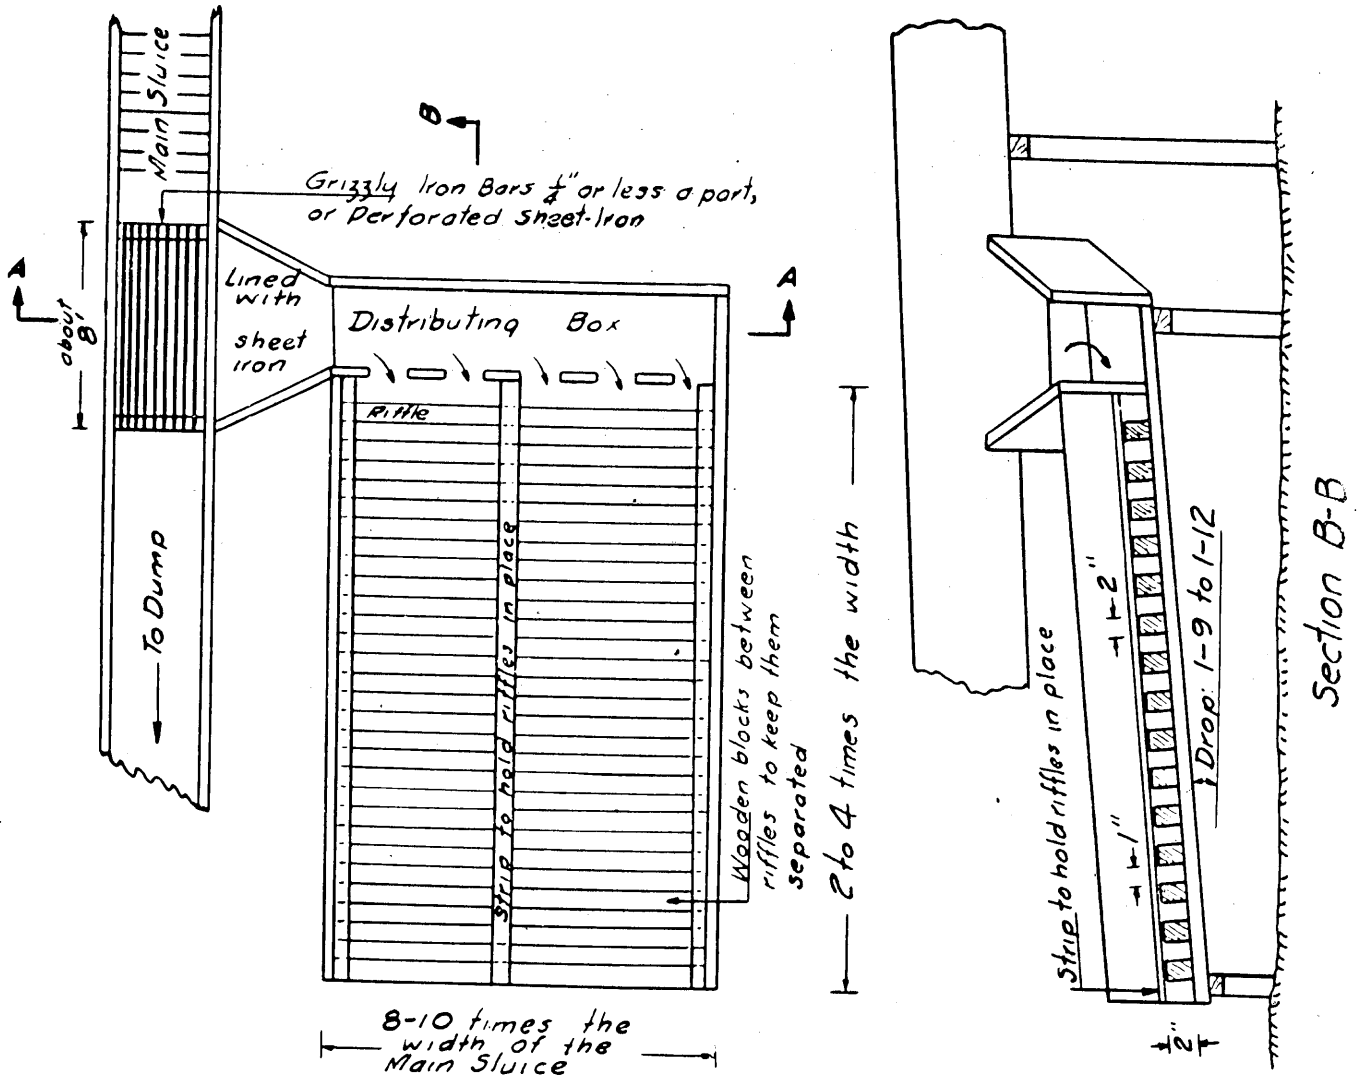 Main Sluice
B
Grizzly Iron Bars 1/4" or less apart,
or Perforated Sheet-Iron
A
A
about
8'
Lined
with
sheet
iron
Distributing Box
Riffle
To Dump
Strip to hold riffles in place
Wooden blocks between
riffles to keep them
separated
2 to 4 times the width
8-10 times the
width of the
Main Sluice
Strip to hold riffles in place
2"
1"
Drop: 1-9 to 1-12
2"
Section B-B